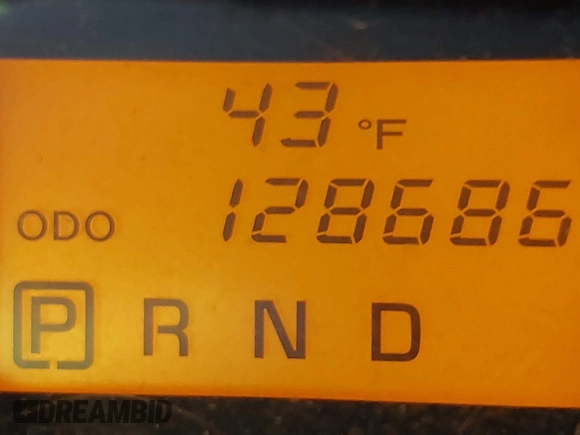 43 °F
ODO 128686
P R N D
DREAMBID